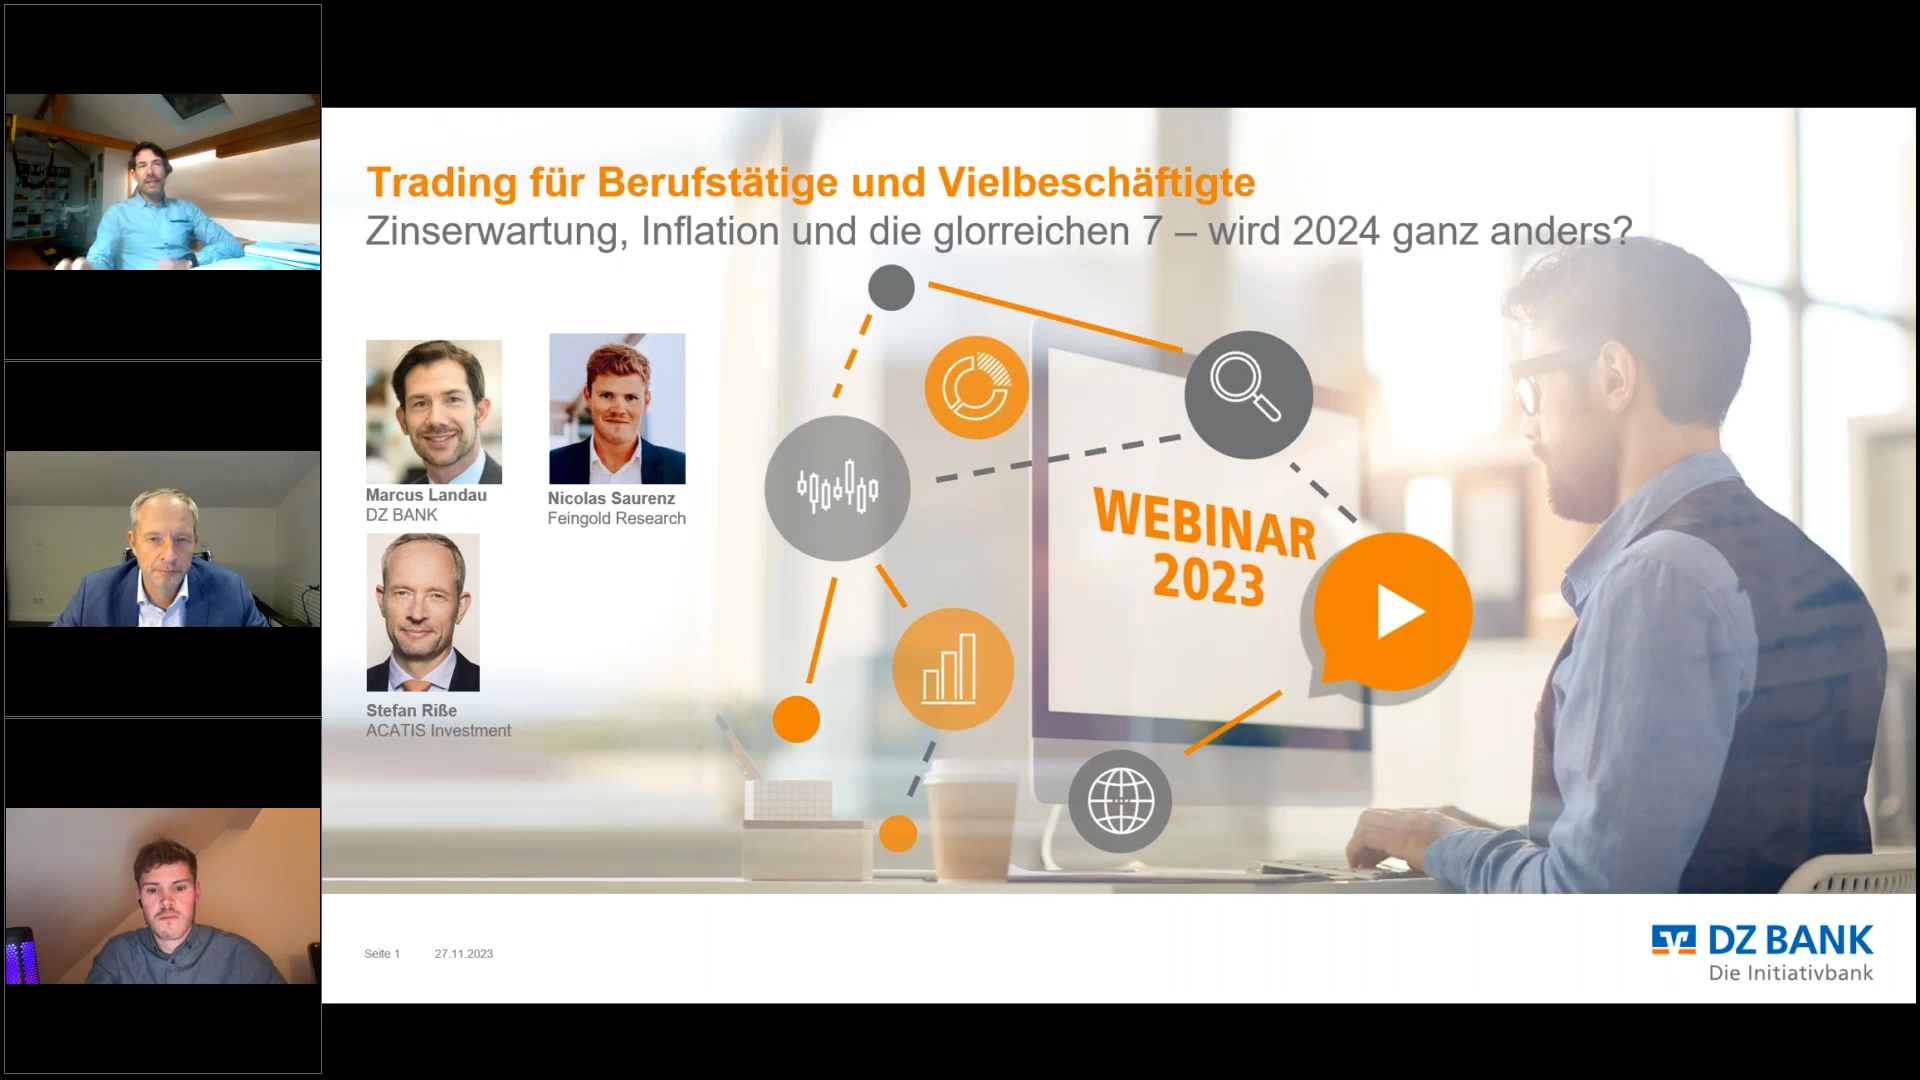 Trading für Berufstätige und Vielbeschäftigte
Zinserwartung, Inflation und die glorreichen 7 – wird 2024 ganz anders?
Marcus Landau
DZ BANK
Nicolas Saurenz
Feingold Research
Stefan Riße
ACATIS Investment
WEBINAR
2023
Seite 1
27.11.2023
DZ BANK
Die Initiativbank